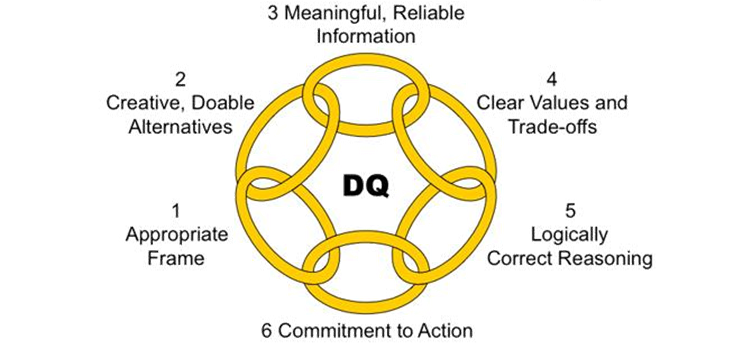 3 Meaningful, Reliable
Information
2
Creative, Doable
Alternatives
4
Clear Values and
Trade-offs
DQ
1
Appropriate
Frame
5
Logically
Correct Reasoning
6 Commitment to Action